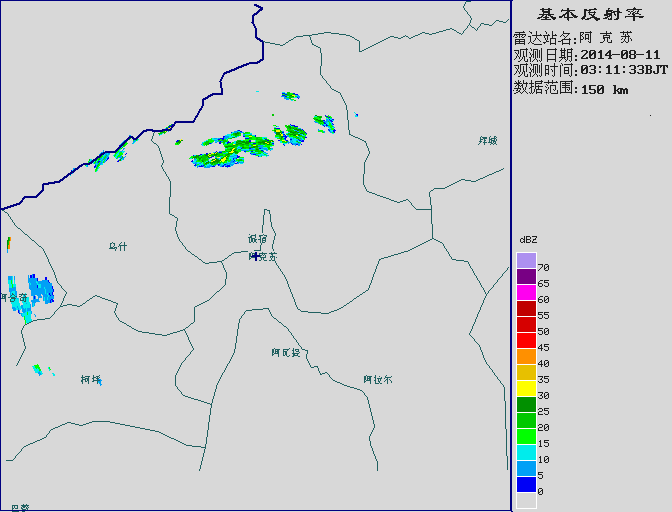 基本反射率
雷达站名:阿 克 苏
观测日期:2014-08-11
观测时间:03:11:33BJT
数据范围:150 km
拜城
dBZ
70
65
60
55
50
45
40
35
30
25
20
15
10
5
0
乌什
温宿
阿克苏
阿合奇
阿瓦提
阿拉尔
柯坪
巴楚